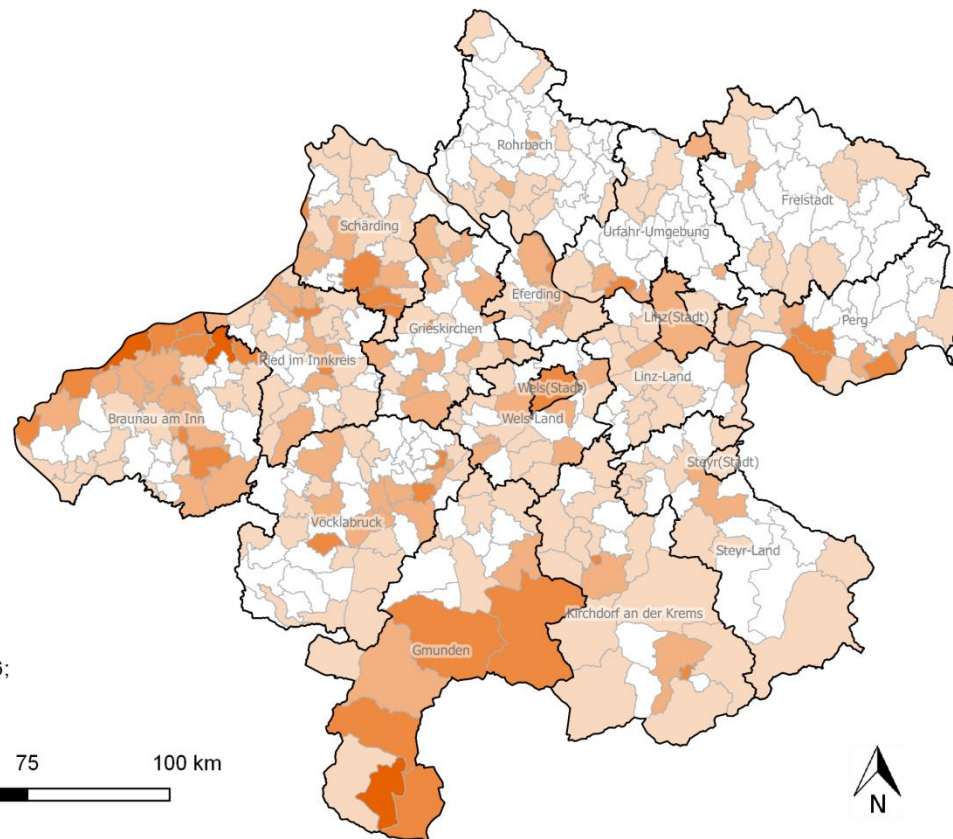 Rohrbach
Freistadt
Schärding
Urfahr-Umgebung
Eferding
Linz(Stadt)
Perg
Grieskirchen
Ried im Innkreis
Linz-Land
Wels(Stadt)
Braunau am Inn
Wels-Land
Steyr(Stadt)
Vöcklabruck
Steyr-Land
Kirchdorf an der Krems
Gmunden
75 100 km
N